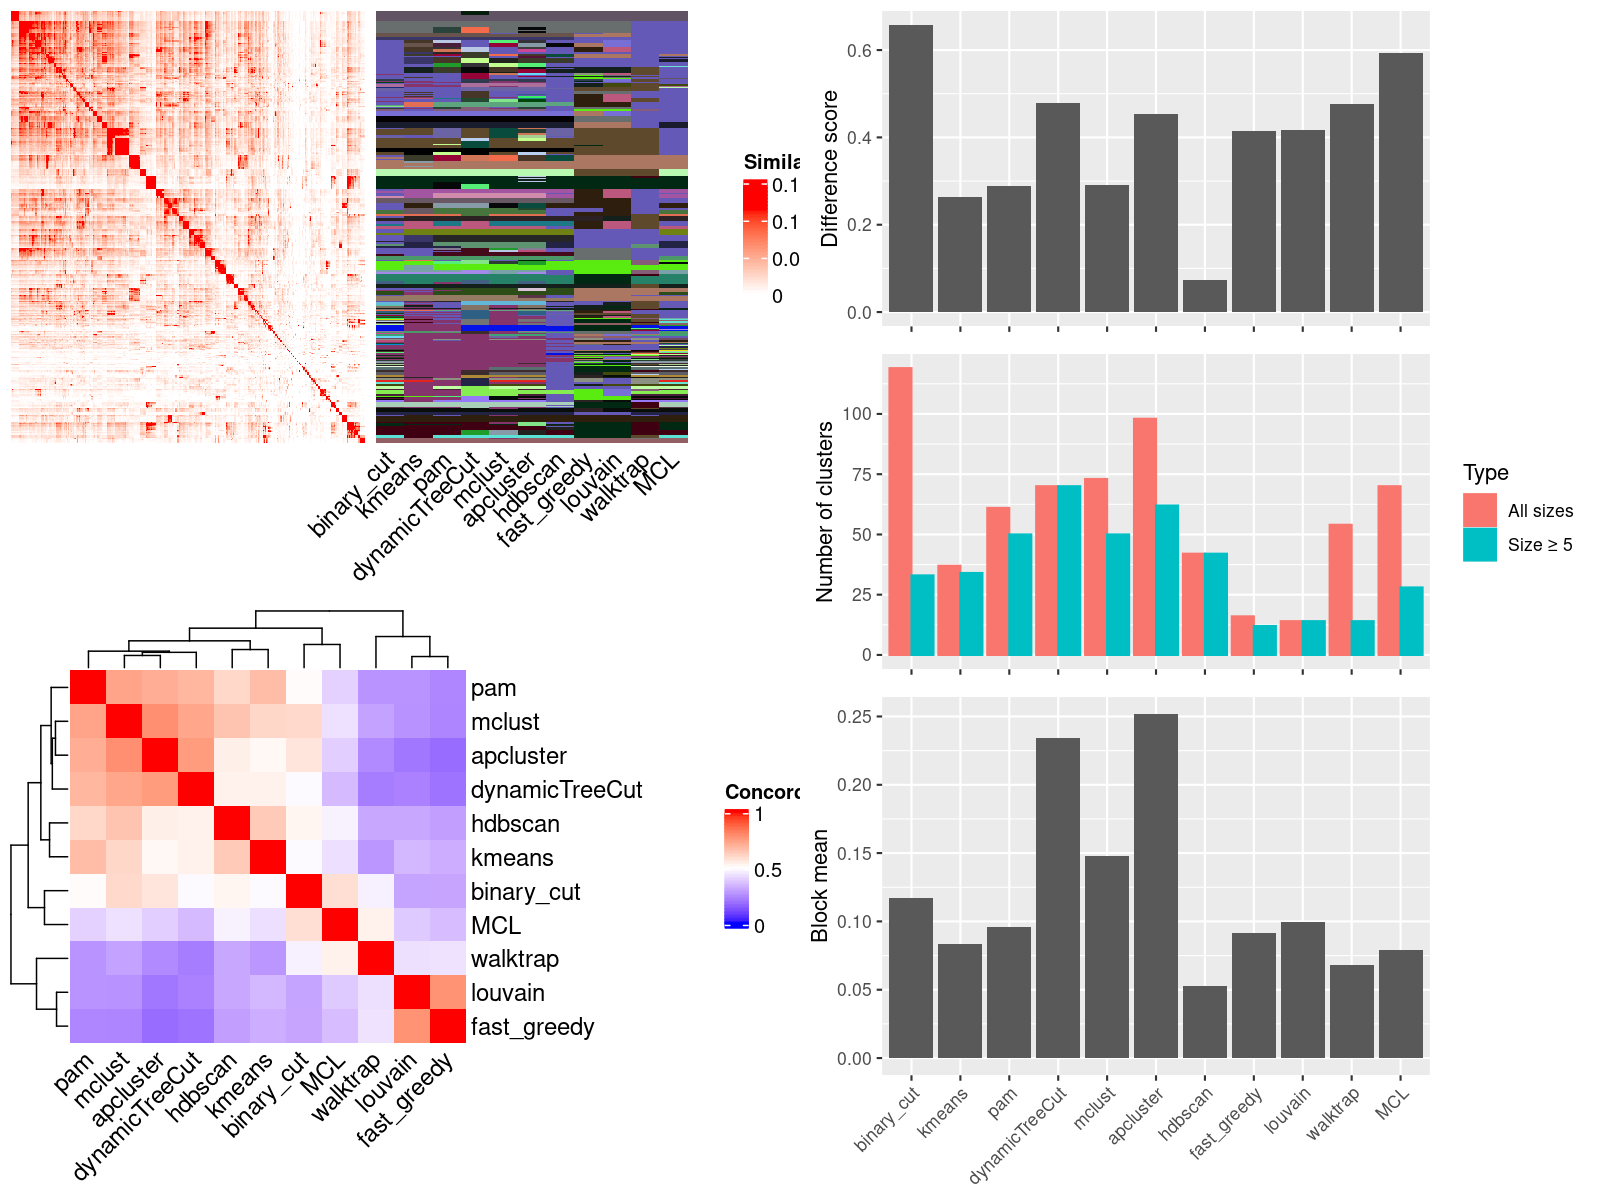 Simila
0.1
0.1
0.0
0
binary_cut
kmeans
pam
dynamicTreeCut
mclust
apcluster
hdbscan
fast_greedy
louvain
walktrap
MCL
pam
mclust
apcluster
dynamicTreeCut
hdbscan
kmeans
binary_cut
MCL
walktrap
louvain
fast_greedy
pam
mclust
apcluster
dynamicTreeCut
hdbscan
kmeans
binary_cut
MCL
walktrap
louvain
fast_greedy
Concord
1
0.5
0
Difference score
0.6
0.4
0.2
0.0
Number of clusters
100
75
50
25
0
Type
All sizes
Size ≥ 5
Block mean
0.25
0.20
0.15
0.10
0.05
0.00
binary_cut
kmeans
pam
dynamicTreeCut
mclust
apcluster
hdbscan
fast_greedy
louvain
walktrap
MCL